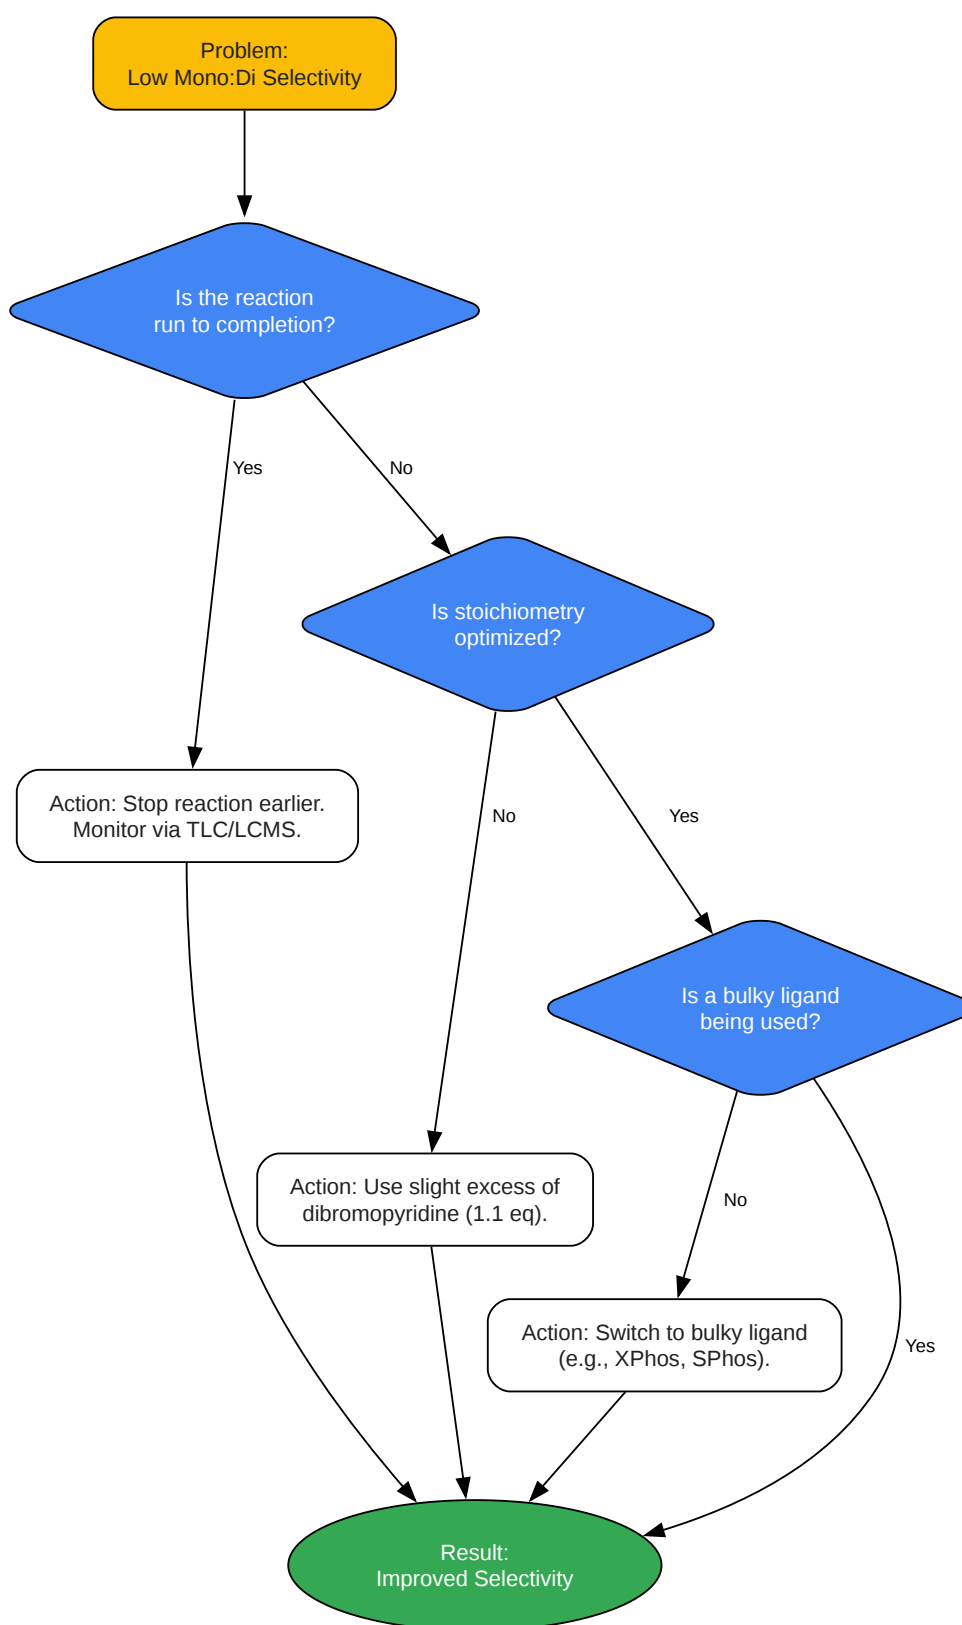 Problem:
Low Mono:Di Selectivity
Is the reaction
run to completion?
Yes
No
Is stoichiometry
optimized?
Action: Stop reaction earlier.
Monitor via TLC/LCMS.
No
Yes
Is a bulky ligand
being used?
Action: Use slight excess of
dibromopyridine (1.1 eq).
No
Action: Switch to bulky ligand
(e.g., XPhos, SPhos).
Yes
Result:
Improved Selectivity